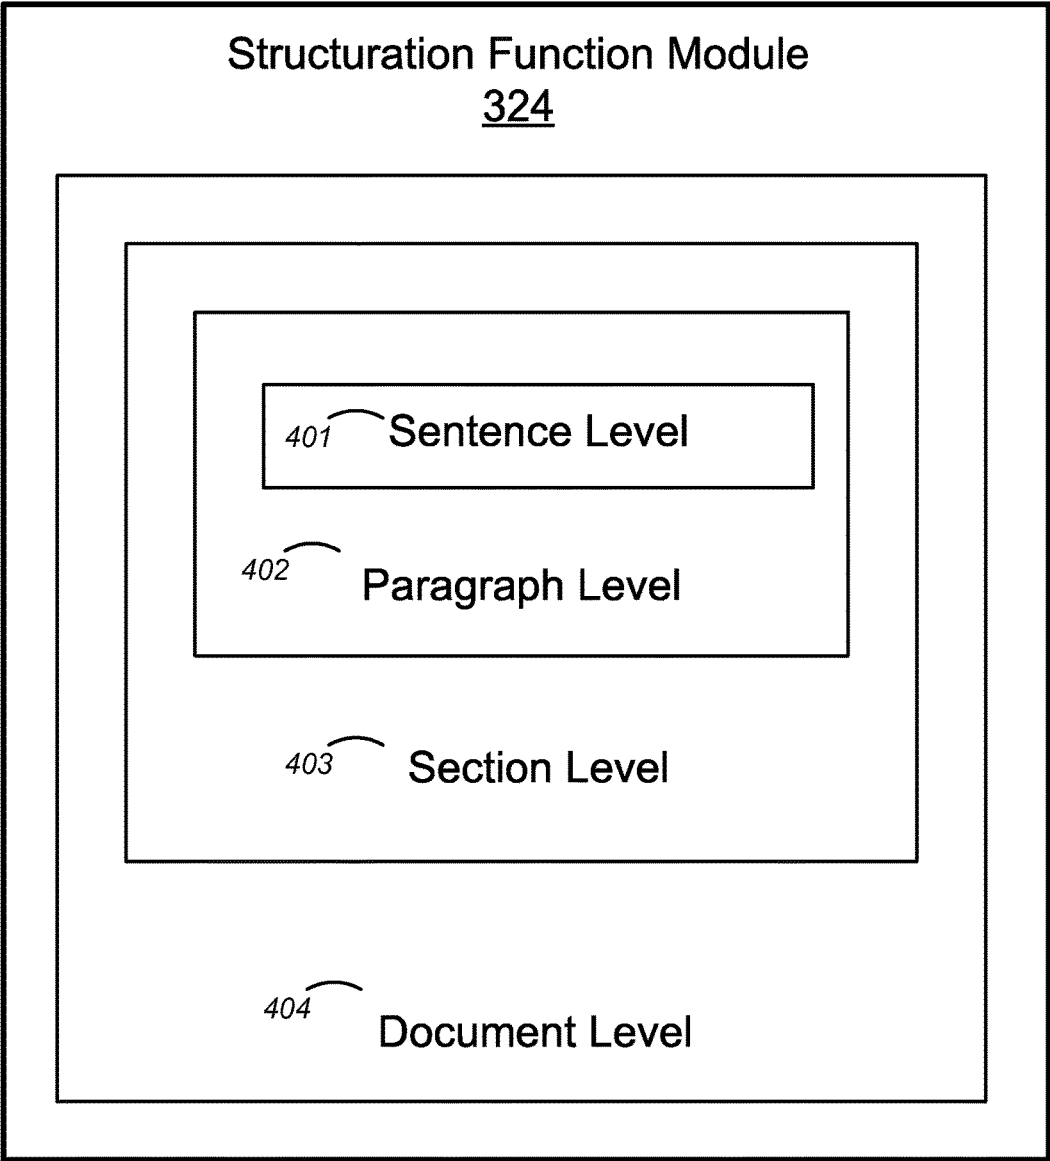 Structuration Function Module
324
401 Sentence Level
402 Paragraph Level
403 Section Level
404 Document Level